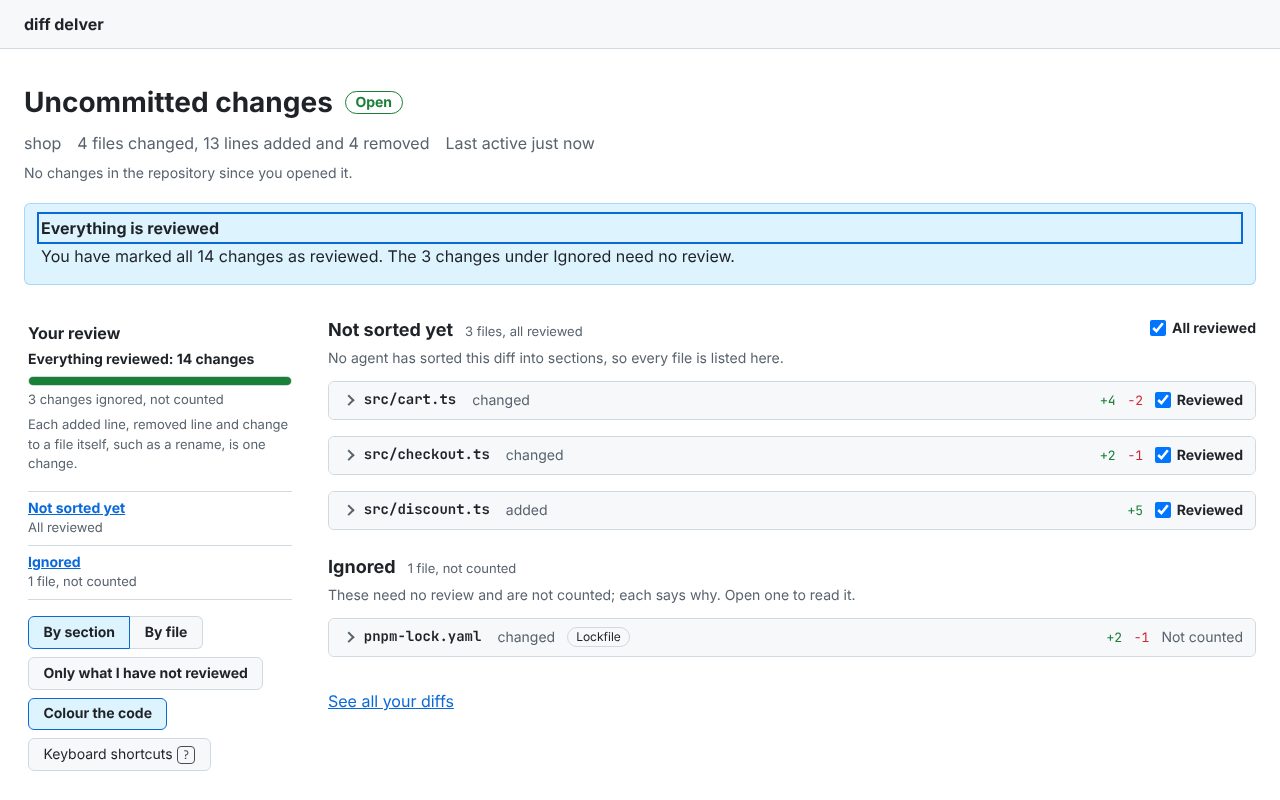 diff delver
Uncommitted changes Open
shop 4 files changed, 13 lines added and 4 removed Last active just now
No changes in the repository since you opened it.
Everything is reviewed
You have marked all 14 changes as reviewed. The 3 changes under Ignored need no review.
Your review
Everything reviewed: 14 changes
3 changes ignored, not counted
Each added line, removed line and change
to a file itself, such as a rename, is one
change.
Not sorted yet
All reviewed
Ignored
1 file, not counted
By section By file
Only what I have not reviewed
Colour the code
Keyboard shortcuts ?
Not sorted yet 3 files, all reviewed All reviewed
No agent has sorted this diff into sections, so every file is listed here.
src/cart.ts changed +4 -2 Reviewed
src/checkout.ts changed +2 -1 Reviewed
src/discount.ts added +5 Reviewed
Ignored 1 file, not counted
These need no review and are not counted; each says why. Open one to read it.
pnpm-lock.yaml changed Lockfile +2 -1 Not counted
See all your diffs